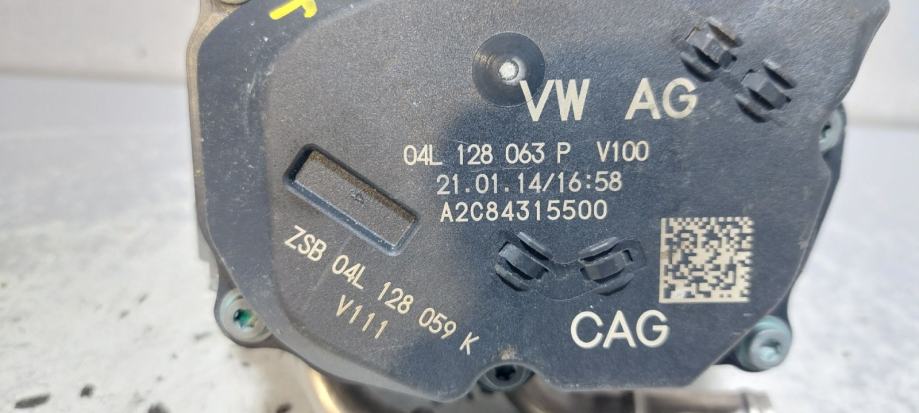 VW AG
04L 128 063 P V100
21.01.14/16:58
A2C84315500
ZSB 04L 128 059 K
V111
CAG